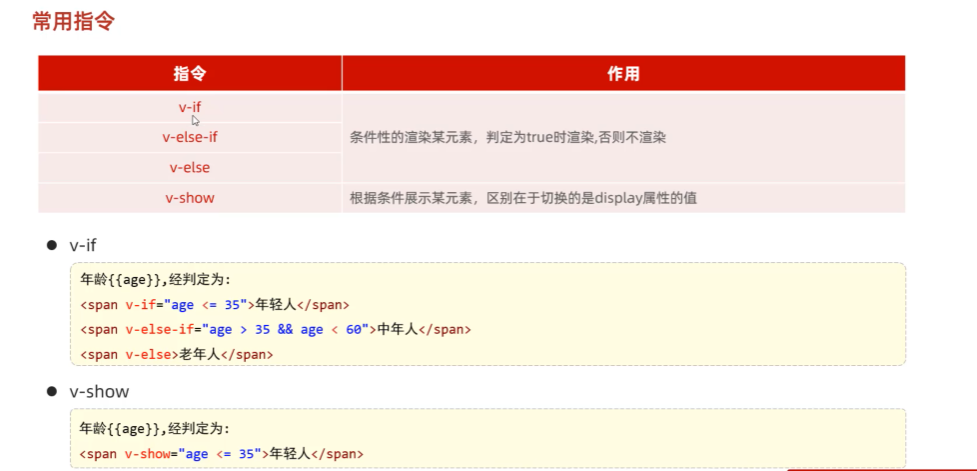 常用指令
指令 作用
v-if
v-else-if 条件性的渲染某元素，判定为true时渲染,否则不渲染
v-else
v-show 根据条件展示某元素，区别在于切换的是display属性的值
v-if
年龄{{age}},经判定为:
<span v-if="age <= 35">年轻人</span>
<span v-else-if="age > 35 && age < 60">中年人</span>
<span v-else>老年人</span>
v-show
年龄{{age}},经判定为:
<span v-show="age <= 35">年轻人</span>